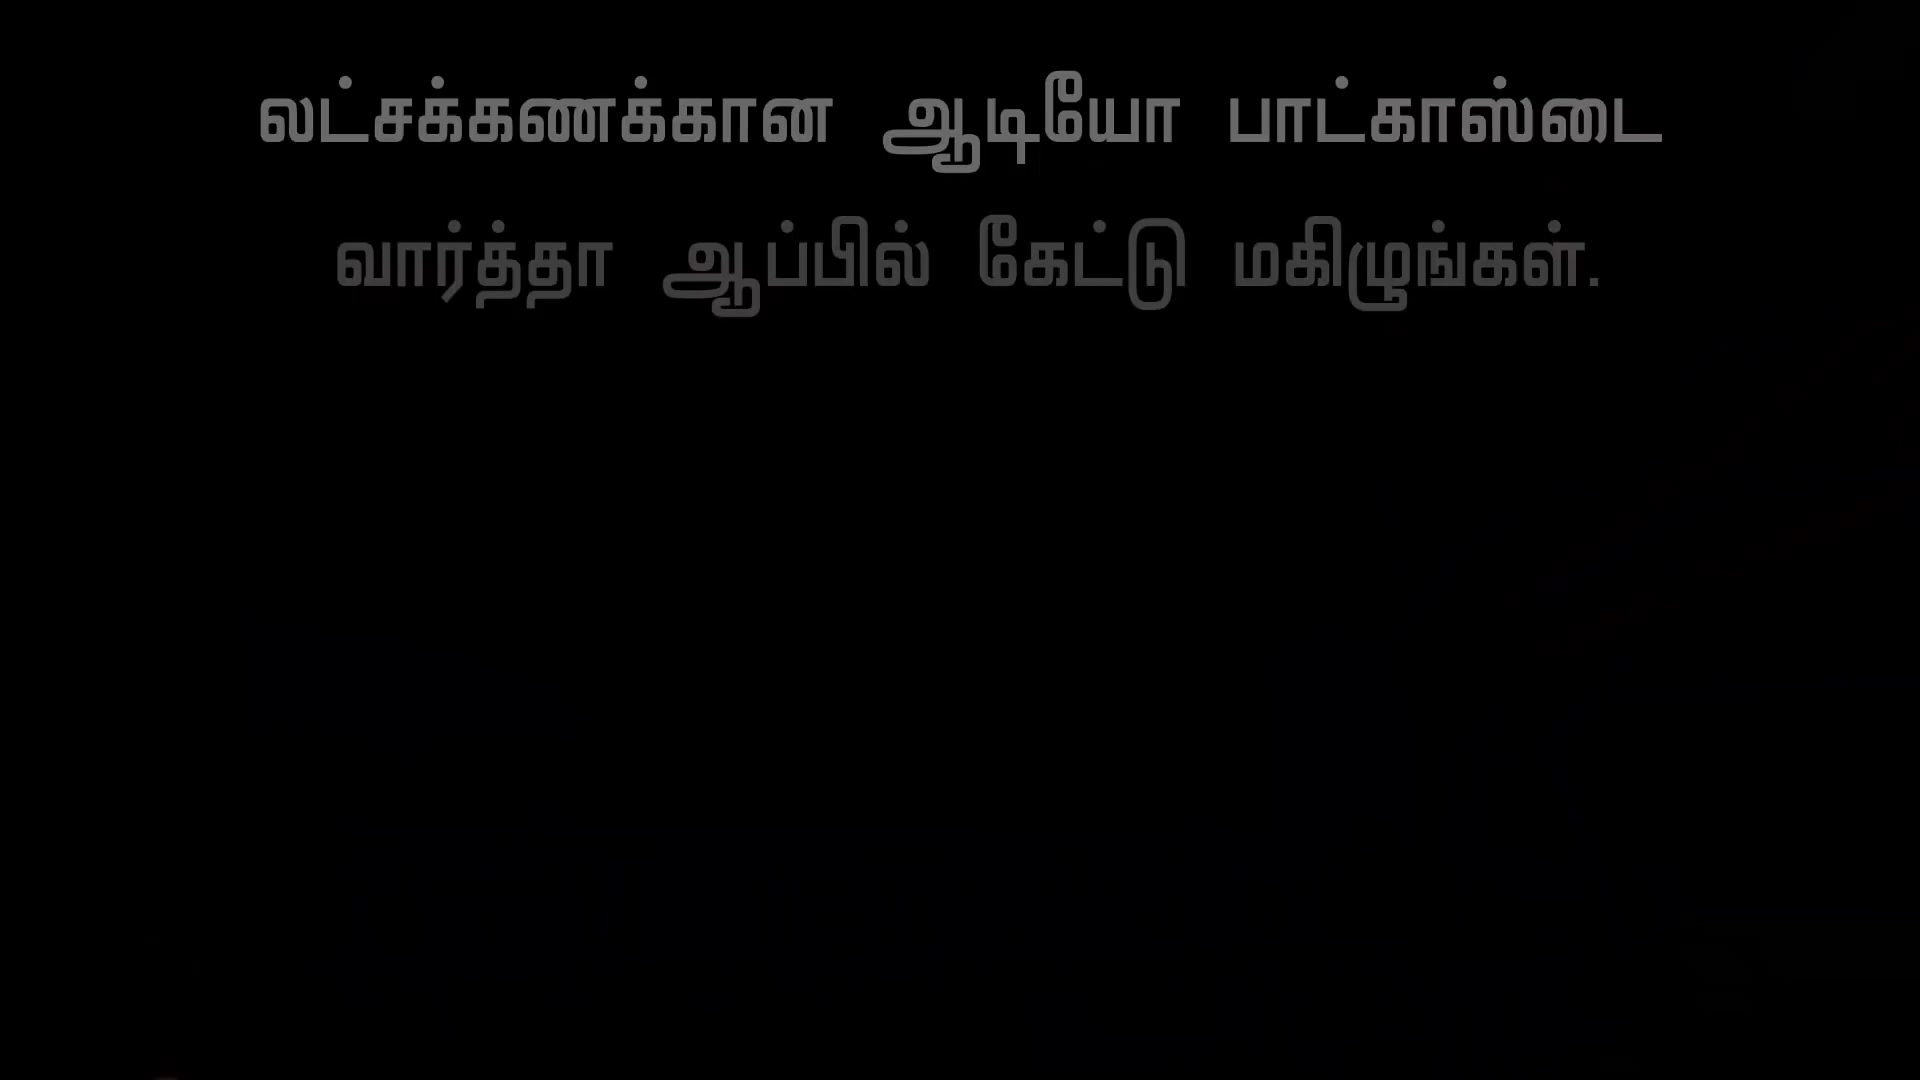 லட்சக்கணக்கான ஆடியோ பாட்காஸ்டை
வார்த்தா ஆப்பில் கேட்டு மகிழுங்கள்.